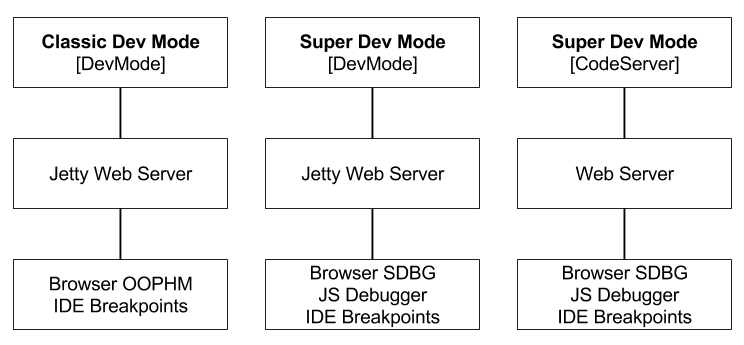 Classic Dev Mode
[DevMode]
Super Dev Mode
[DevMode]
Super Dev Mode
[CodeServer]
Jetty Web Server
Jetty Web Server
Web Server
Browser OOPHM
IDE Breakpoints
Browser SDBG
JS Debugger
IDE Breakpoints
Browser SDBG
JS Debugger
IDE Breakpoints